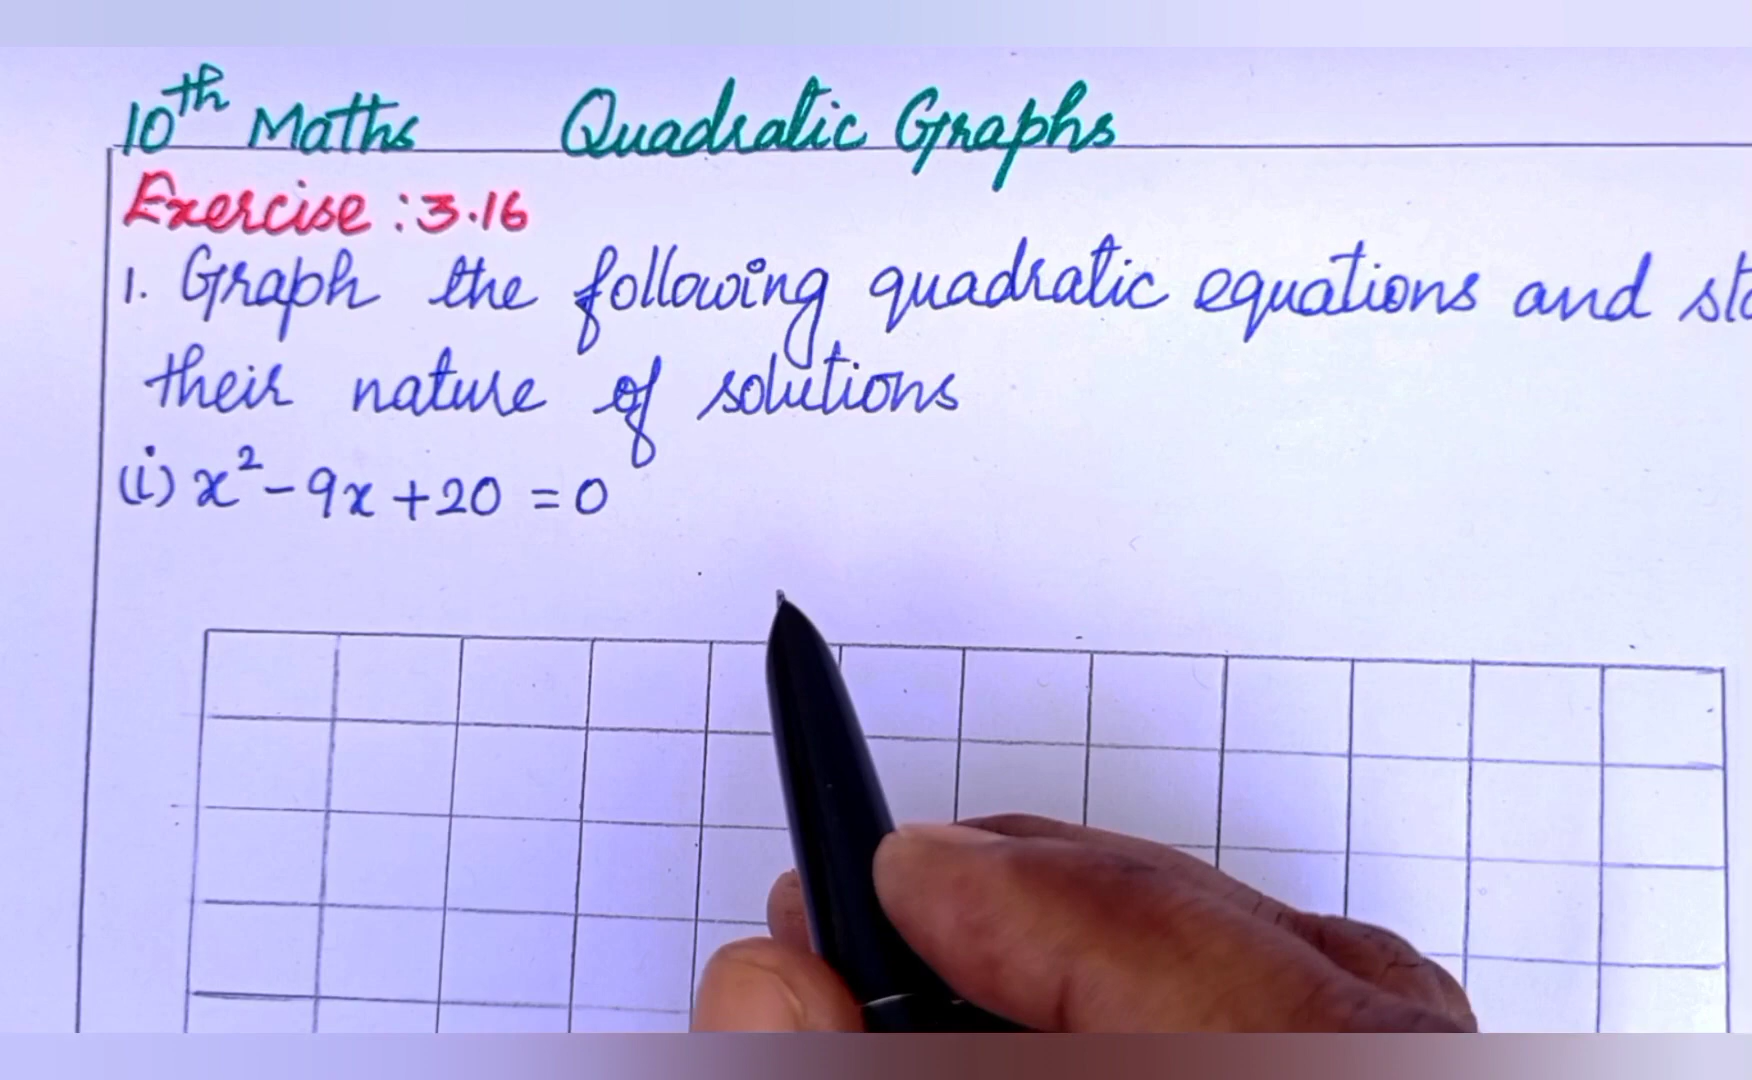 10th Maths Quadratic Graphs
Exercise : 3.16
1. Graph the following quadratic equations and
their nature of solutions
(i) x² - 9x + 20 = 0